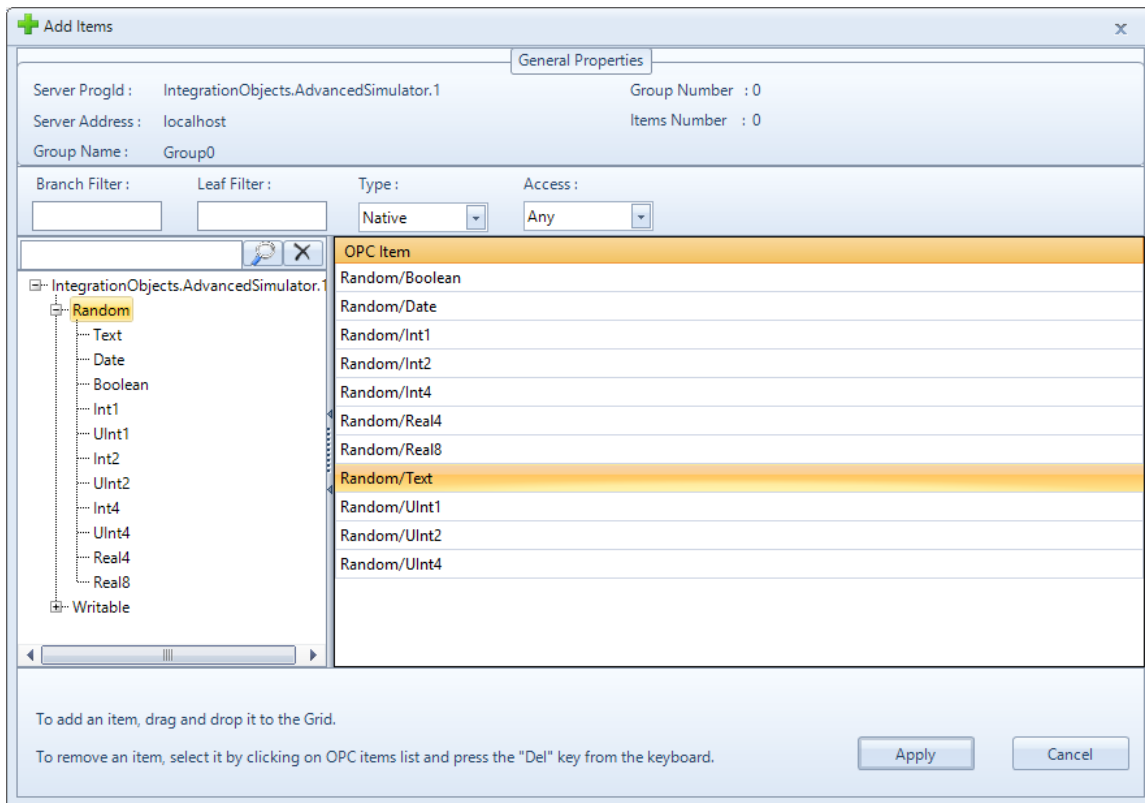 Add Items
General Properties
Server ProgId : IntegrationObjects.AdvancedSimulator.1 Group Number : 0
Server Address : localhost Items Number : 0
Group Name : Group0
Branch Filter : Leaf Filter : Type : Access :
Native Any
OPC Item
IntegrationObjects.AdvancedSimulator.1
Random
Text
Date
Boolean
Int1
UInt1
Int2
UInt2
Int4
UInt4
Real4
Real8
Writable
Random/Boolean
Random/Date
Random/Int1
Random/Int2
Random/Int4
Random/Real4
Random/Real8
Random/Text
Random/UInt1
Random/UInt2
Random/UInt4
To add an item, drag and drop it to the Grid.
To remove an item, select it by clicking on OPC items list and press the "Del" key from the keyboard.
Apply Cancel